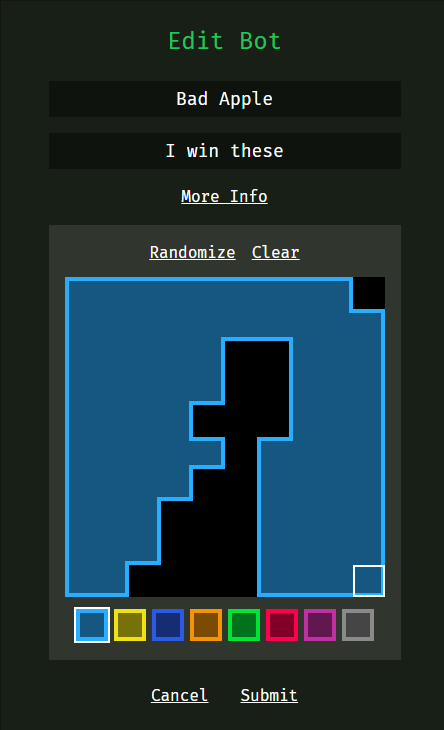 Edit Bot
Bad Apple
I win these
More Info
Randomize Clear
Cancel Submit